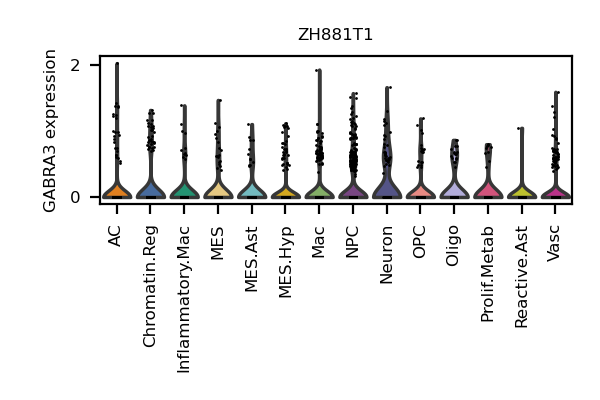 ZH881T1
GABRA3 expression
2
0
AC
Chromatin.Reg
Inflammatory.Mac
MES
MES.Ast
MES.Hyp
Mac
NPC
Neuron
OPC
Oligo
Prolif.Metab
Reactive.Ast
Vasc